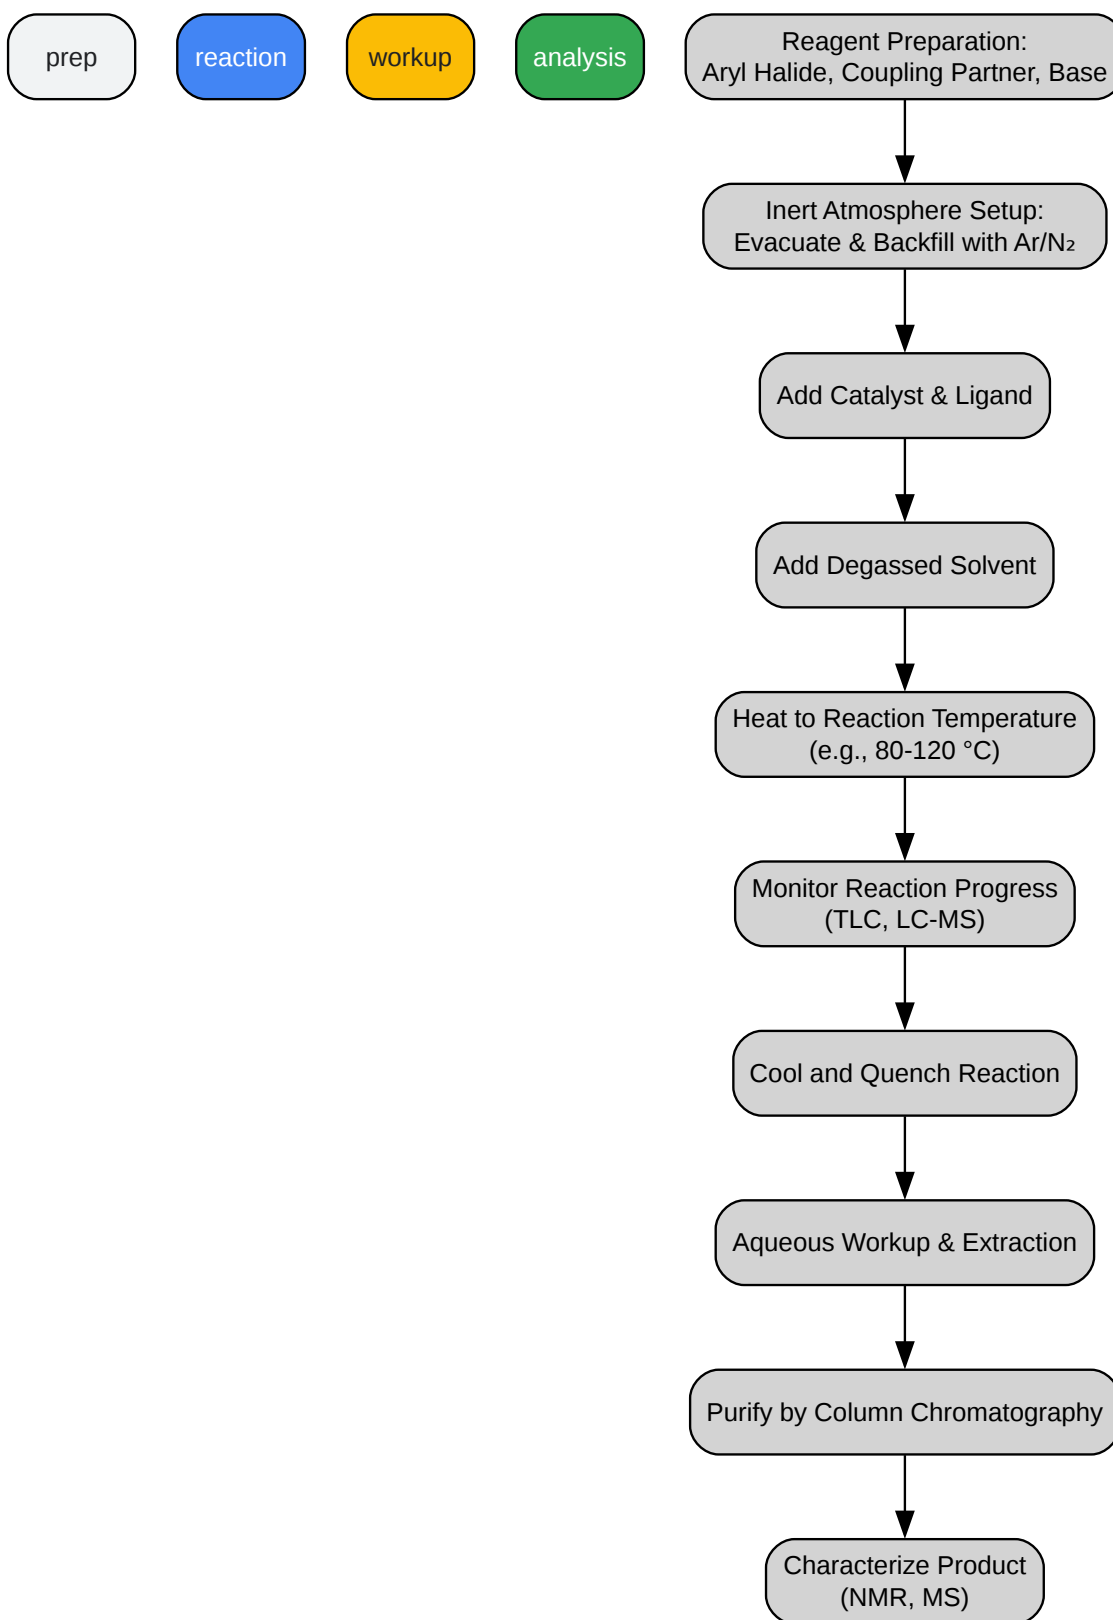 prep
reaction
workup
analysis
Reagent Preparation:
Aryl Halide, Coupling Partner, Base
Inert Atmosphere Setup:
Evacuate & Backfill with Ar/N₂
Add Catalyst & Ligand
Add Degassed Solvent
Heat to Reaction Temperature
(e.g., 80-120 °C)
Monitor Reaction Progress
(TLC, LC-MS)
Cool and Quench Reaction
Aqueous Workup & Extraction
Purify by Column Chromatography
Characterize Product
(NMR, MS)